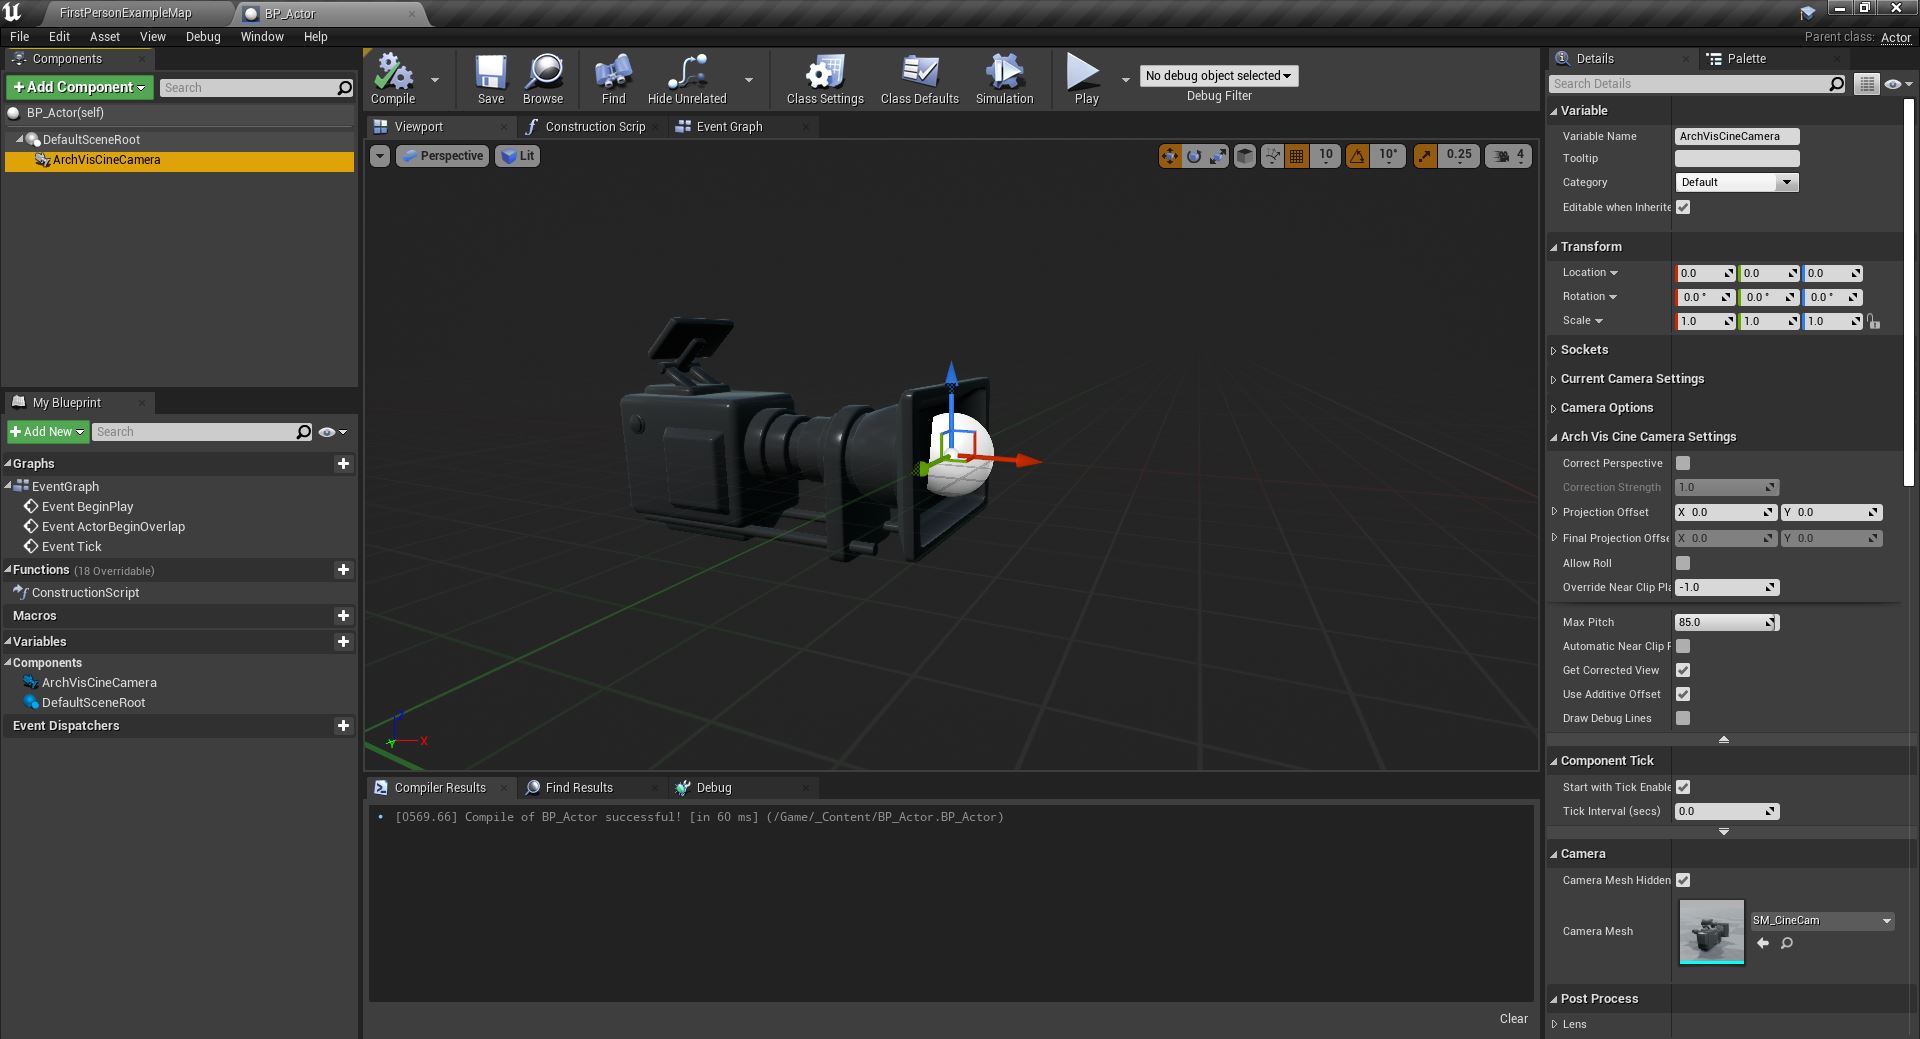 FirstPersonExampleMap
BP_Actor
File Edit Asset View Debug Window Help
Parent class: Actor
Components
Add Component
Search
BP_Actor(self)
DefaultSceneRoot
ArchVisCineCamera
My Blueprint
Add New
Search
Graphs
EventGraph
Event BeginPlay
Event ActorBeginOverlap
Event Tick
Functions (18 Overridable)
ConstructionScript
Macros
Variables
Components
ArchVisCineCamera
DefaultSceneRoot
Event Dispatchers
Compile
Save
Browse
Find
Hide Unrelated
Class Settings
Class Defaults
Simulation
Play
No debug object selected
Debug Filter
Viewport
Construction Scrip
Event Graph
Perspective
Lit
10
10°
0.25
4
X
Y
Compiler Results
Find Results
Debug
[0569.66] Compile of BP_Actor successful! [in 60 ms] (/Game/_Content/BP_Actor.BP_Actor)
Clear
Details
Palette
Search Details
Variable
Variable Name ArchVisCineCamera
Tooltip
Category Default
Editable when Inherite
Transform
Location 0.0 0.0 0.0
Rotation 0.0 ° 0.0 ° 0.0 °
Scale 1.0 1.0 1.0
Sockets
Current Camera Settings
Camera Options
Arch Vis Cine Camera Settings
Correct Perspective
Correction Strength 1.0
Projection Offset X 0.0 Y 0.0
Final Projection Offse X 0.0 Y 0.0
Allow Roll
Override Near Clip Pla -1.0
Max Pitch 85.0
Automatic Near Clip P
Get Corrected View
Use Additive Offset
Draw Debug Lines
Component Tick
Start with Tick Enable
Tick Interval (secs) 0.0
Camera
Camera Mesh Hidden
Camera Mesh SM_CineCam
Post Process
Lens